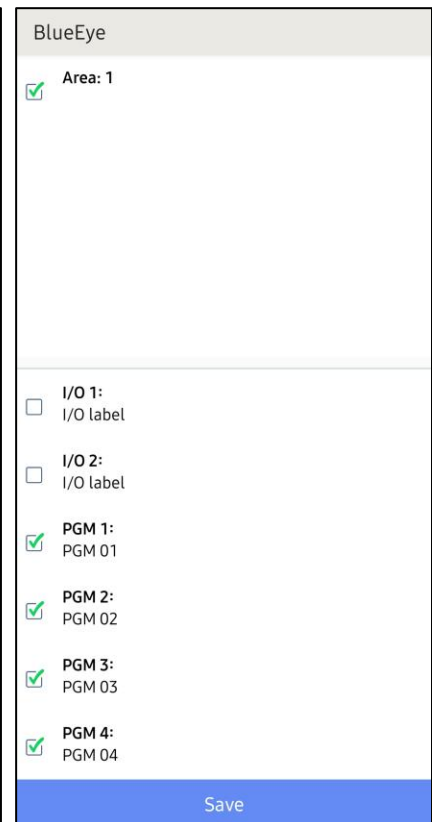 BlueEye
Area: 1
I/O 1:
I/O label
I/O 2:
I/O label
PGM 1:
PGM 01
PGM 2:
PGM 02
PGM 3:
PGM 03
PGM 4:
PGM 04
Save